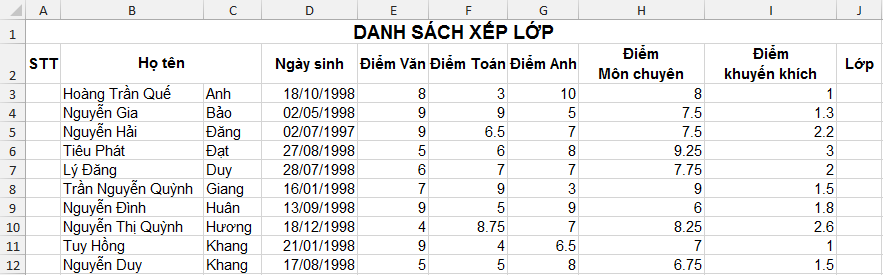 A B C D E F G H I J
1 DANH SÁCH XẾP LỚP
2 STT Họ tên Ngày sinh Điểm Văn Điểm Toán Điểm Anh Điểm Môn chuyên Điểm khuyến khích Lớp
3 Hoàng Trần Quế Anh 18/10/1998 8 3 10 8 1
4 Nguyễn Gia Bảo 02/05/1998 9 9 5 7.5 1.3
5 Nguyễn Hải Đăng 02/07/1997 9 6.5 7 7.5 2.2
6 Tiêu Phát Đạt 27/08/1998 5 6 8 9.25 3
7 Lý Đăng Duy 28/07/1998 6 7 7 7.75 2
8 Trần Nguyễn Quỳnh Giang 16/01/1998 7 9 3 9 1.5
9 Nguyễn Đình Huân 13/09/1998 9 5 9 6 1.8
10 Nguyễn Thị Quỳnh Hương 18/12/1998 4 8.75 7 8.25 2.6
11 Tuy Hồng Khang 21/01/1998 9 4 6.5 7 1
12 Nguyễn Duy Khang 17/08/1998 5 5 8 6.75 1.5